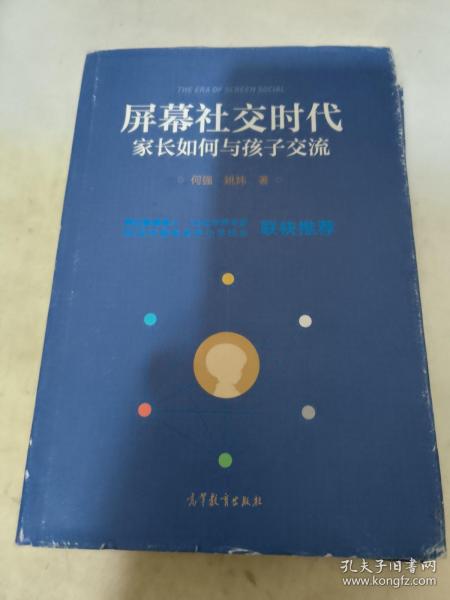 THE ERA OF SCREEN SOCIAL
屏幕社交时代
家长如何与孩子交流
何强 姚炜 著
联袂推荐
高等教育出版社
孔夫子旧书网
www.kongfz.com